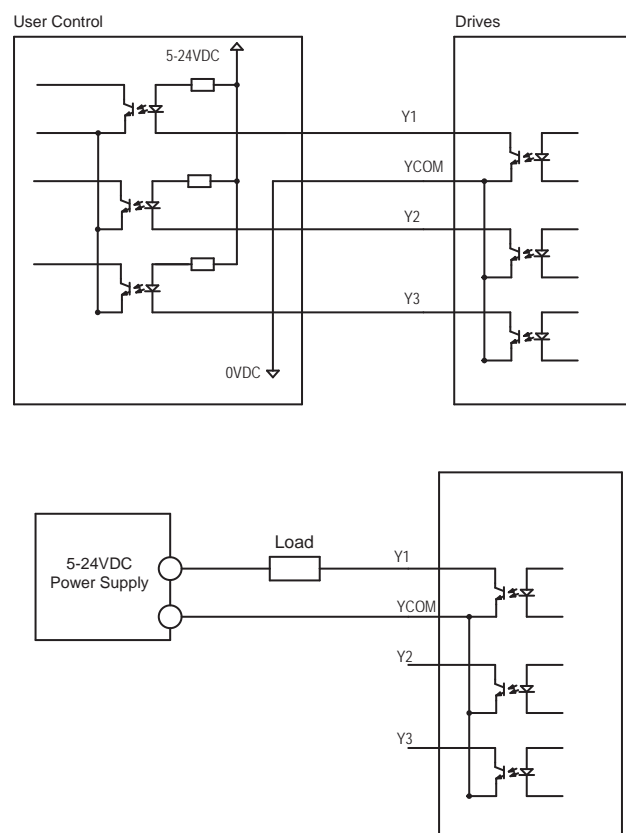 User Control
Drives
5-24VDC
Y1
YCOM
Y2
Y3
0VDC
5-24VDC
Power Supply
Load
Y1
YCOM
Y2
Y3